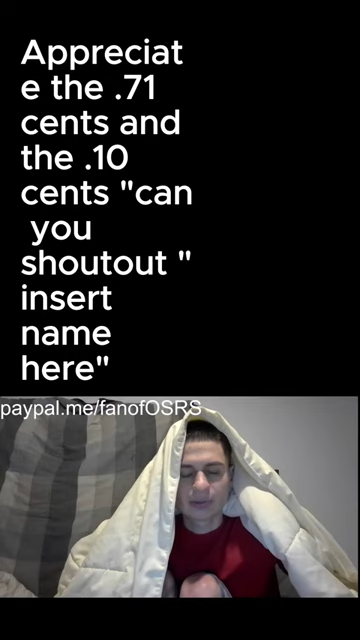 Appreciat
e the .71
cents and
the .10
cents "can
you
shoutout "
insert
name
here"
paypal.me/fanofOSRS